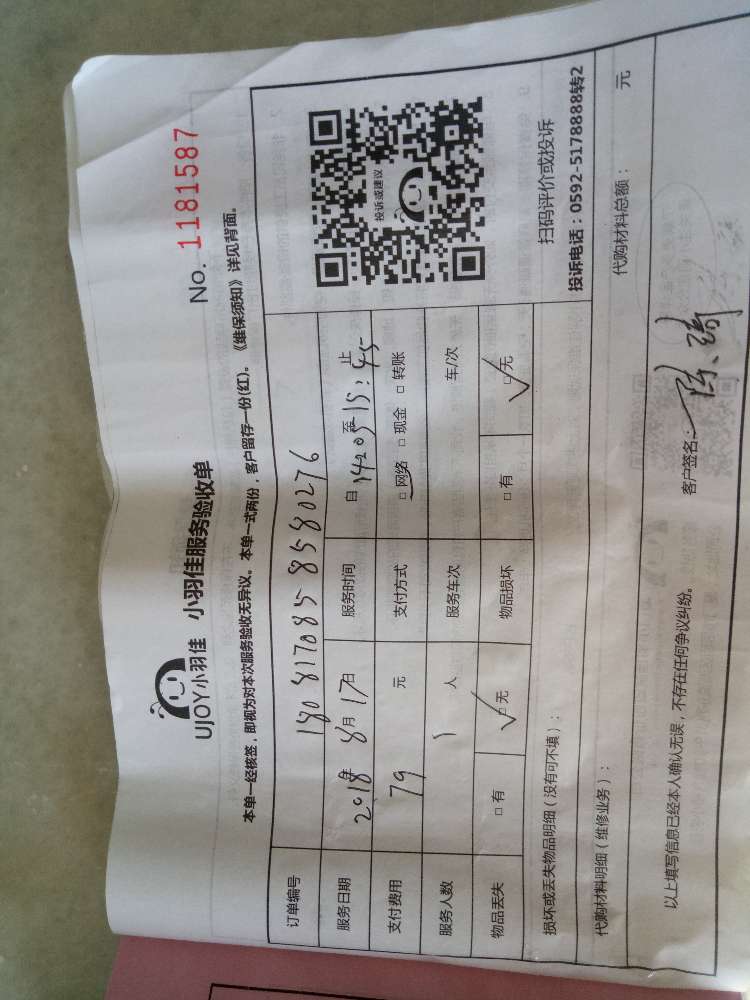 UJOY小羽佳 小羽佳服务验收单 No. 1181587
本单一经核签，即视为对本次服务验收无异议。本单一式两份，客户留存一份(红)。《维保须知》详见背面。
订单编号 180817085 8580276
服务日期 2018年 8月 17日 服务时间 自 14:05 至 15:45 止
支付费用 79 元 支付方式 □ 网络 □ 现金 □ 转账
服务人数 1 人 服务车次 车/次
物品丢失 □ 有 □ 无 物品损坏 □ 有 □ 无
投诉或建议
扫码评价或投诉
投诉电话：0592-5178888转2
损坏或丢失物品明细（没有可不填）：
代购材料明细（维修业务）： 代购材料总额： 元
以上填写信息已经本人确认无误，不存在任何争议纠纷。 客户签名：